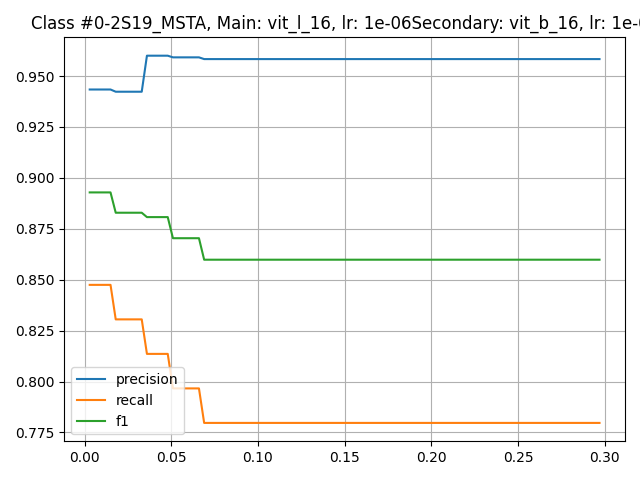 Class #0-2S19_MSTA, Main: vit_l_16, lr: 1e-06Secondary: vit_b_16, lr: 1e-0
0.950
0.925
0.900
0.875
0.850
0.825
0.800
0.775
precision
recall
f1
0.00 0.05 0.10 0.15 0.20 0.25 0.30